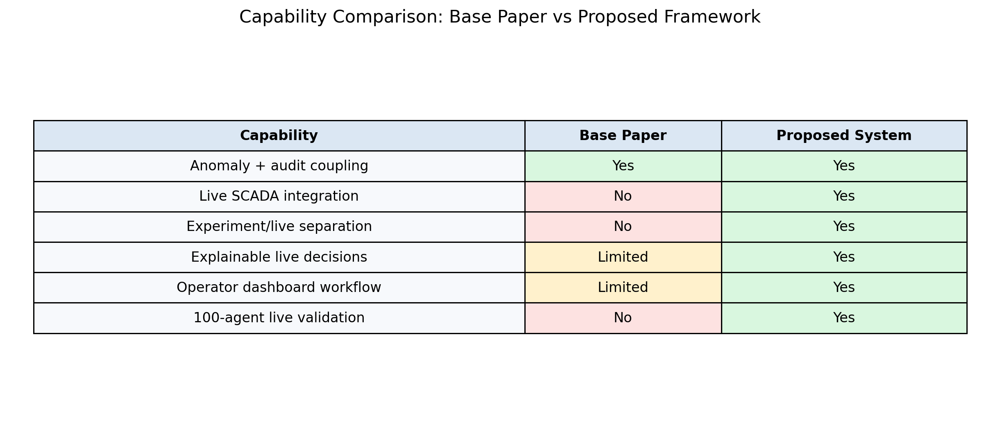 Capability Comparison: Base Paper vs Proposed Framework
Capability Base Paper Proposed System
Anomaly + audit coupling Yes Yes
Live SCADA integration No Yes
Experiment/live separation No Yes
Explainable live decisions Limited Yes
Operator dashboard workflow Limited Yes
100-agent live validation No Yes